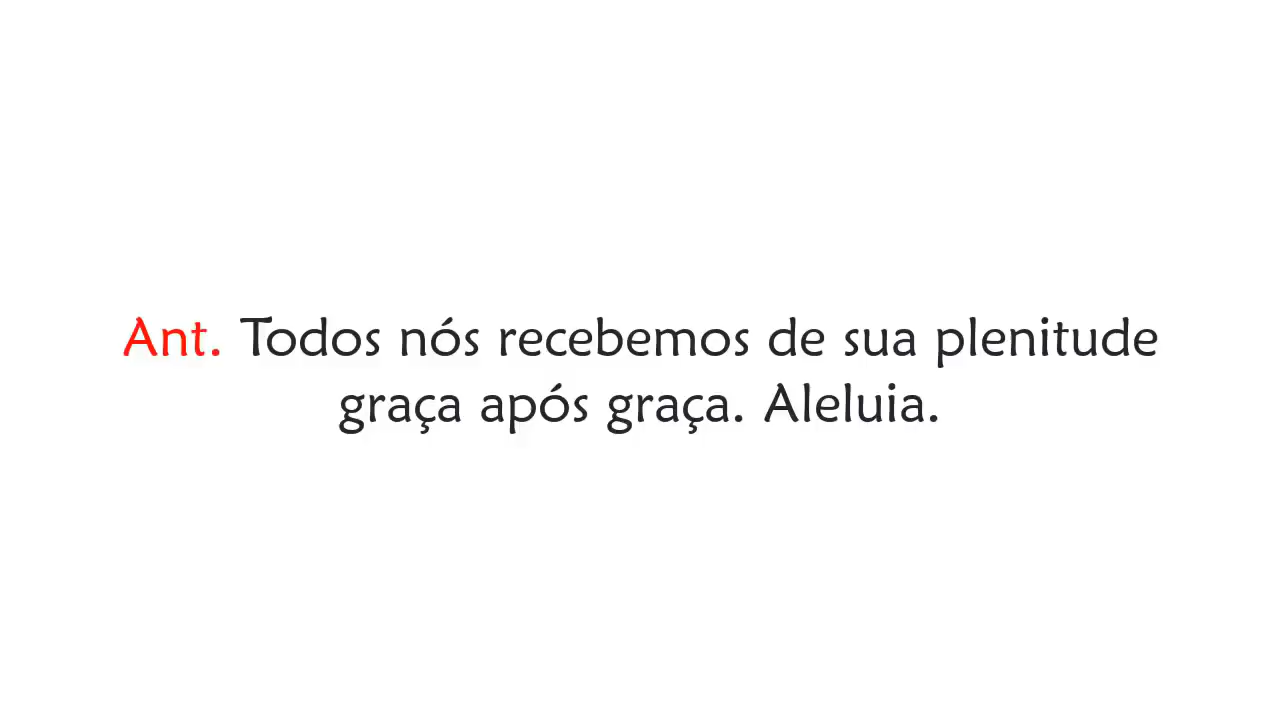 Ant. Todos nós recebemos de sua plenitude
graça após graça. Aleluia.